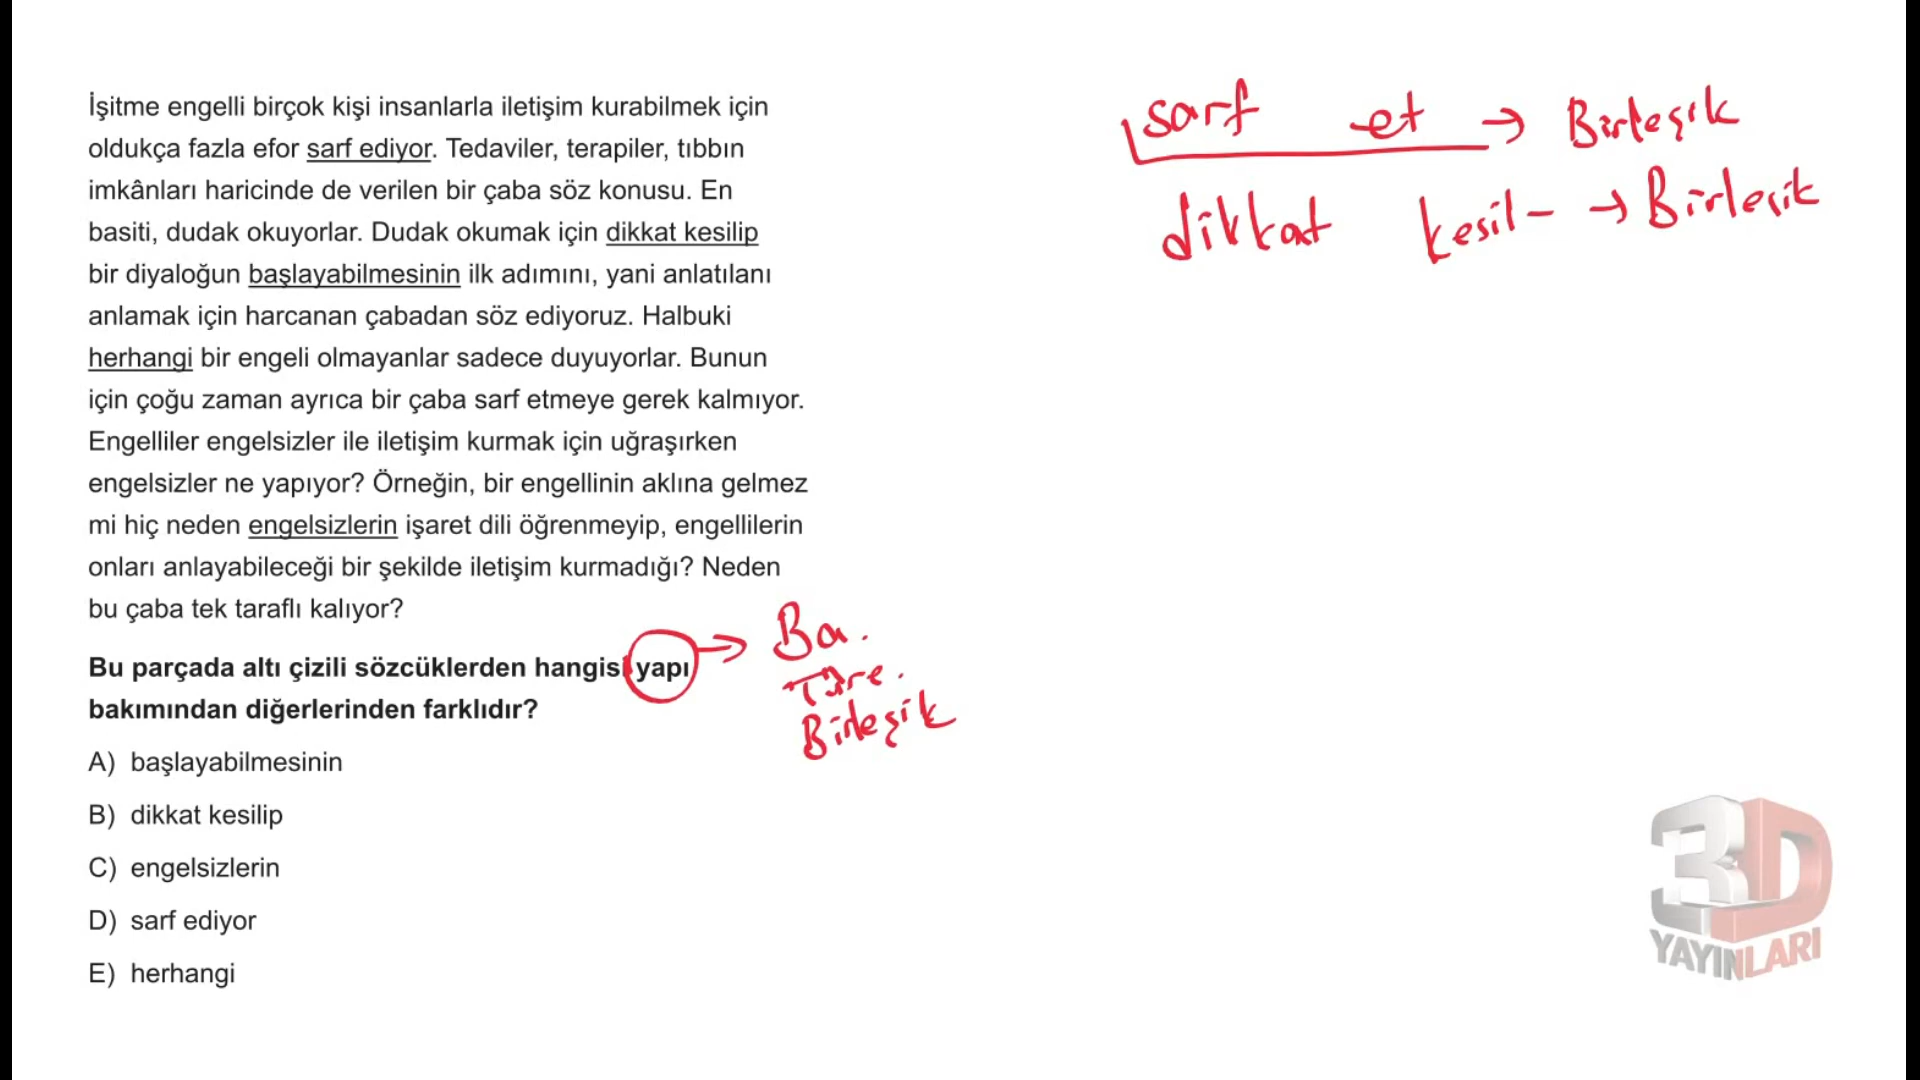 İşitme engelli birçok kişi insanlarla iletişim kurabilmek için
oldukça fazla efor sarf ediyor. Tedaviler, terapiler, tıbbın
imkânları haricinde de verilen bir çaba söz konusu. En
basiti, dudak okuyorlar. Dudak okumak için dikkat kesilip
bir diyaloğun başlayabilmesinin ilk adımını, yani anlatılanı
anlamak için harcanan çabadan söz ediyoruz. Halbuki
herhangi bir engeli olmayanlar sadece duyuyorlar. Bunun
için çoğu zaman ayrıca bir çaba sarf etmeye gerek kalmıyor.
Engelliler engelsizler ile iletişim kurmak için uğraşırken
engelsizler ne yapıyor? Örneğin, bir engellinin aklına gelmez
mi hiç neden engelsizlerin işaret dili öğrenmeyip, engellilerin
onları anlayabileceği bir şekilde iletişim kurmadığı? Neden
bu çaba tek taraflı kalıyor?
Bu parçada altı çizili sözcüklerden hangisi yapı
bakımından diğerlerinden farklıdır?
A) başlayabilmesinin
B) dikkat kesilip
C) engelsizlerin
D) sarf ediyor
E) herhangi
→ Ba.
Türe.
Birleşik
sarf -et → Birleşik
dikkat kesil- → Birleşik
3D
YAYINLARI